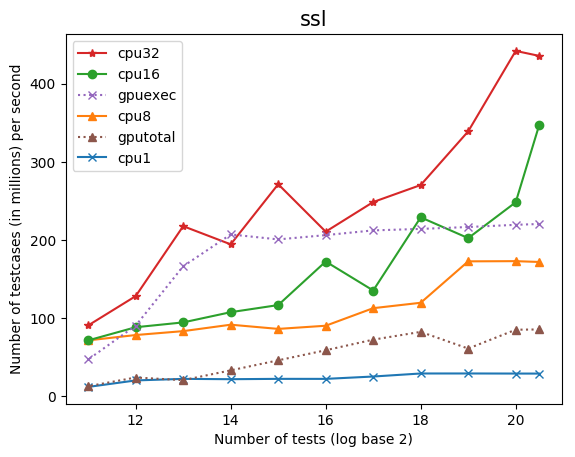 ssl
cpu32
cpu16
gpuexec
cpu8
gputotal
cpu1
Number of testcases (in millions) per second
400
300
200
100
0
12 14 16 18 20
Number of tests (log base 2)